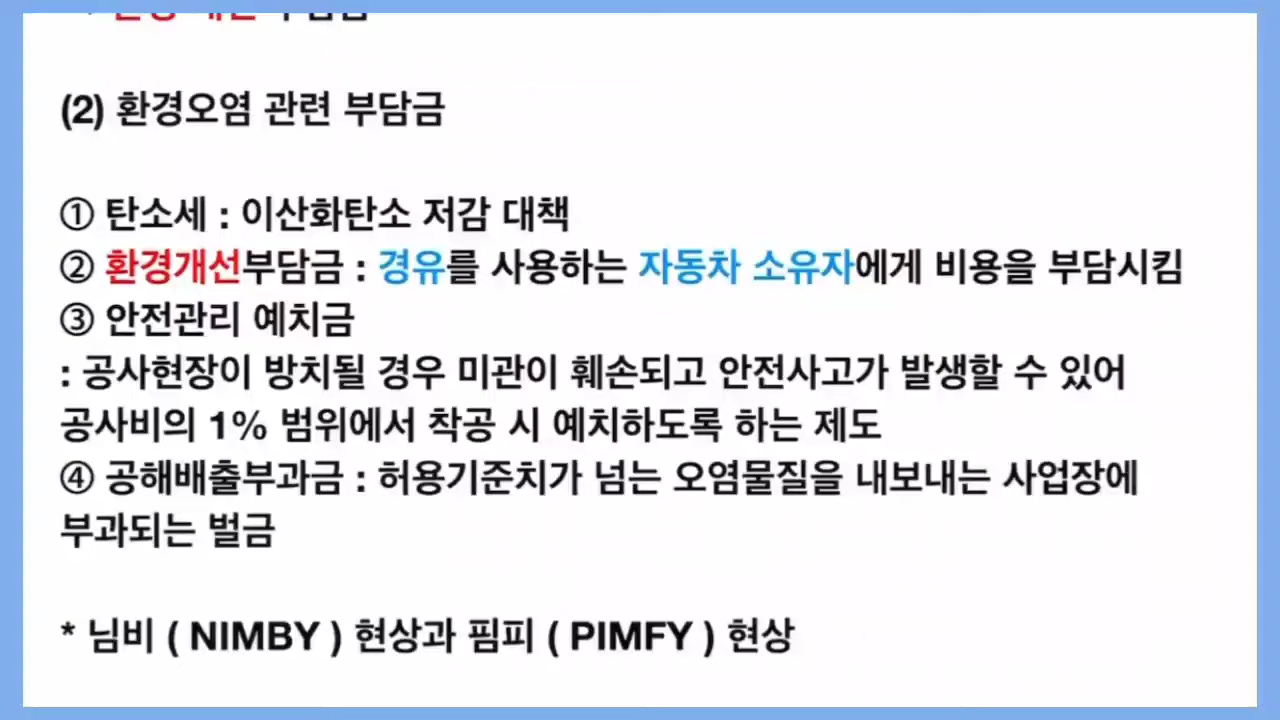 (2) 환경오염 관련 부담금
① 탄소세 : 이산화탄소 저감 대책
② 환경개선부담금 : 경유를 사용하는 자동차 소유자에게 비용을 부담시킴
③ 안전관리 예치금
: 공사현장이 방치될 경우 미관이 훼손되고 안전사고가 발생할 수 있어
공사비의 1% 범위에서 착공 시 예치하도록 하는 제도
④ 공해배출부과금 : 허용기준치가 넘는 오염물질을 내보내는 사업장에
부과되는 벌금
* 님비 ( NIMBY ) 현상과 핌피 ( PIMFY ) 현상